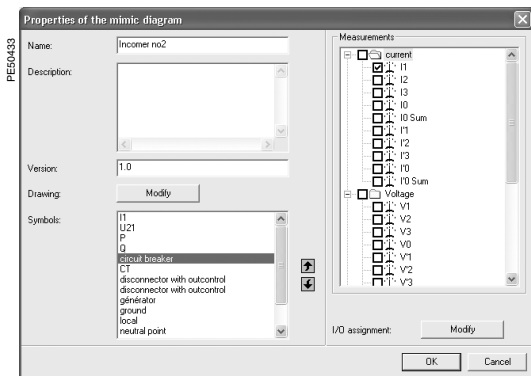 PE50433
Properties of the mimic diagram
Name:
Incomer no2
Description:
Version:
1.0
Drawing:
Modify
Symbols:
I1
U21
P
Q
circuit breaker
CT
disconnector with outcontrol
disconnector with outcontrol
générator
ground
local
neutral point
Measurements
current
I1
I2
I3
I0
I0 Sum
I'1
I'2
I'3
I'0
I'0 Sum
Voltage
V1
V2
V3
V0
V'1
V'2
V'3
I/O assignment:
Modify
OK
Cancel